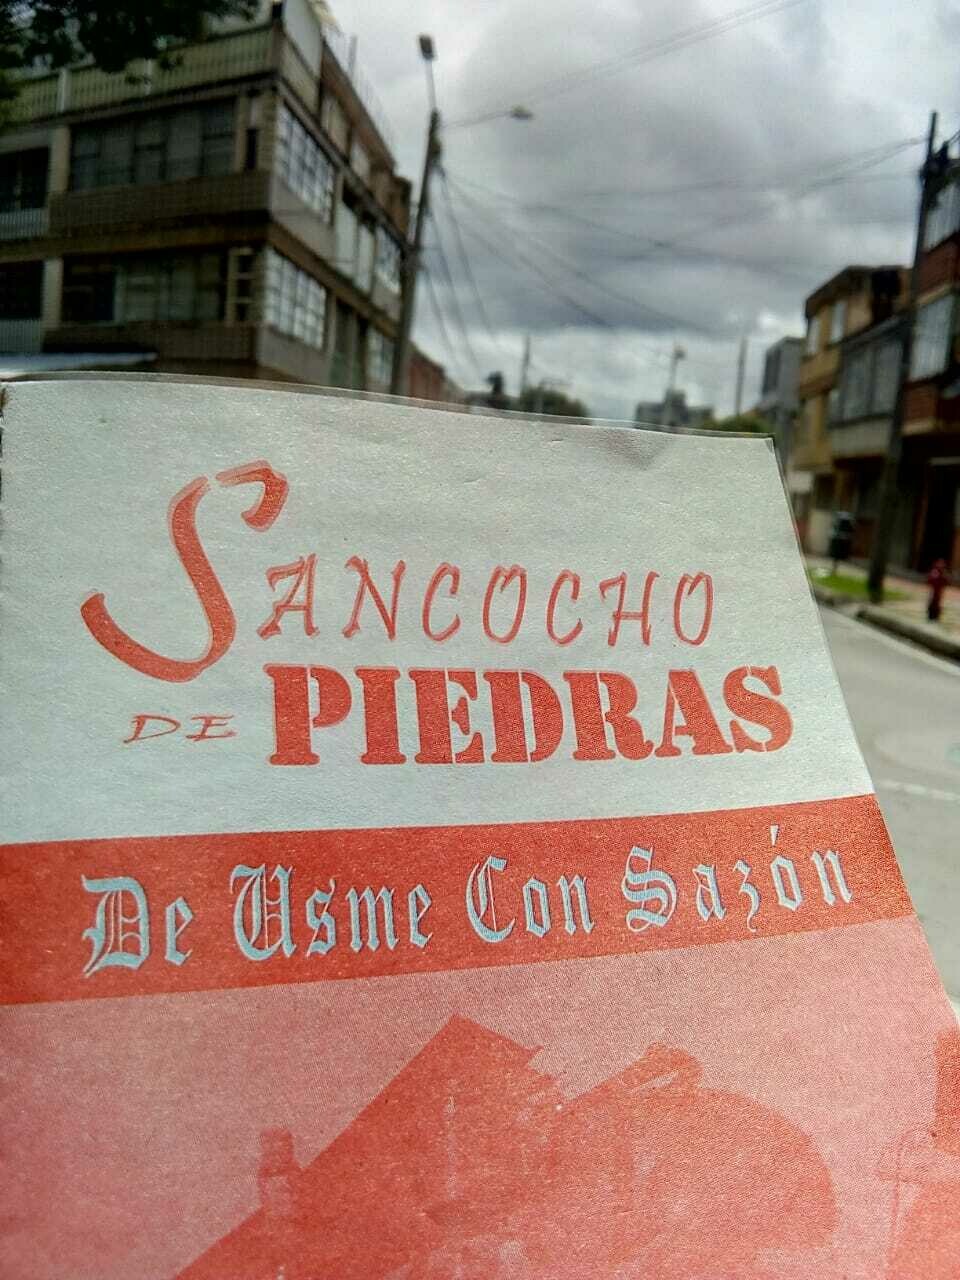 SANCOCHO
DE PIEDRAS
De Usme Con Sazón